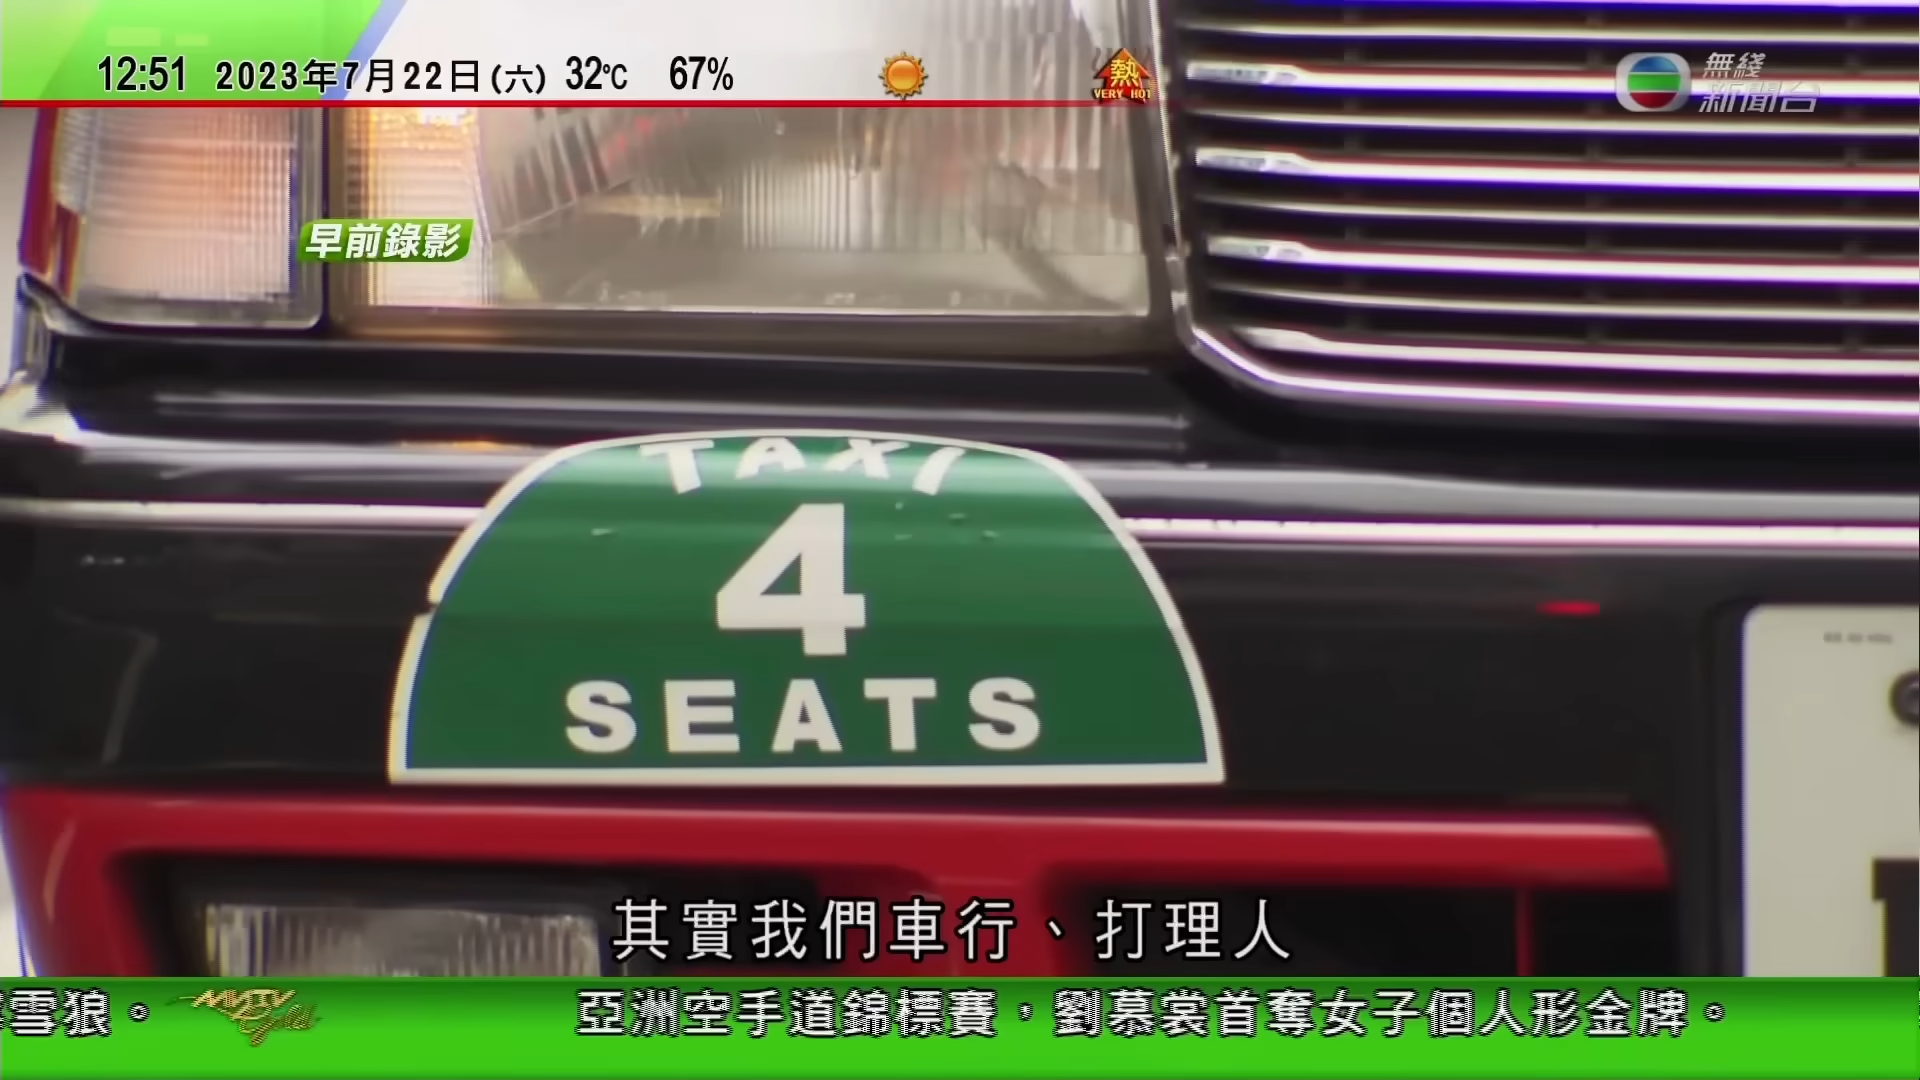 12:51 2023年7月22日(六) 32℃ 67%
熱
VERY HOT
無綫
新聞台
早前錄影
TAXI
4
SEATS
其實我們車行、打理人
雪狼。 亞洲空手道錦標賽，劉慕裳首奪女子個人形金牌。